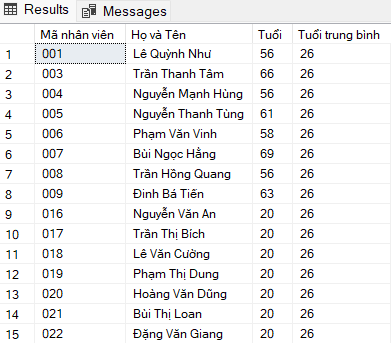 Results Messages
Mã nhân viên Họ và Tên Tuổi Tuổi trung bình
1 001 Lê Quỳnh Như 56 26
2 003 Trần Thanh Tâm 66 26
3 004 Nguyễn Mạnh Hùng 56 26
4 005 Nguyễn Thanh Tùng 61 26
5 006 Phạm Văn Vinh 58 26
6 007 Bùi Ngọc Hằng 69 26
7 008 Trần Hồng Quang 56 26
8 009 Đinh Bá Tiến 63 26
9 016 Nguyễn Văn An 20 26
10 017 Trần Thị Bích 20 26
11 018 Lê Văn Cường 20 26
12 019 Phạm Thị Dung 20 26
13 020 Hoàng Văn Dũng 20 26
14 021 Bùi Thị Loan 20 26
15 022 Đặng Văn Giang 20 26